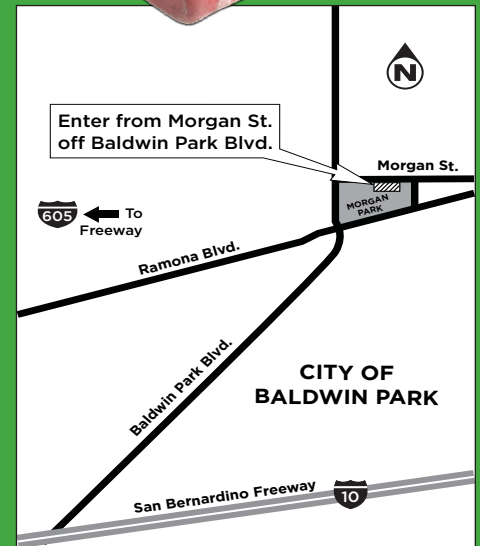 N
Enter from Morgan St.
off Baldwin Park Blvd.
Morgan St.
MORGAN
PARK
605
To
Freeway
Ramona Blvd.
Baldwin Park Blvd.
CITY OF
BALDWIN PARK
San Bernardino Freeway
10